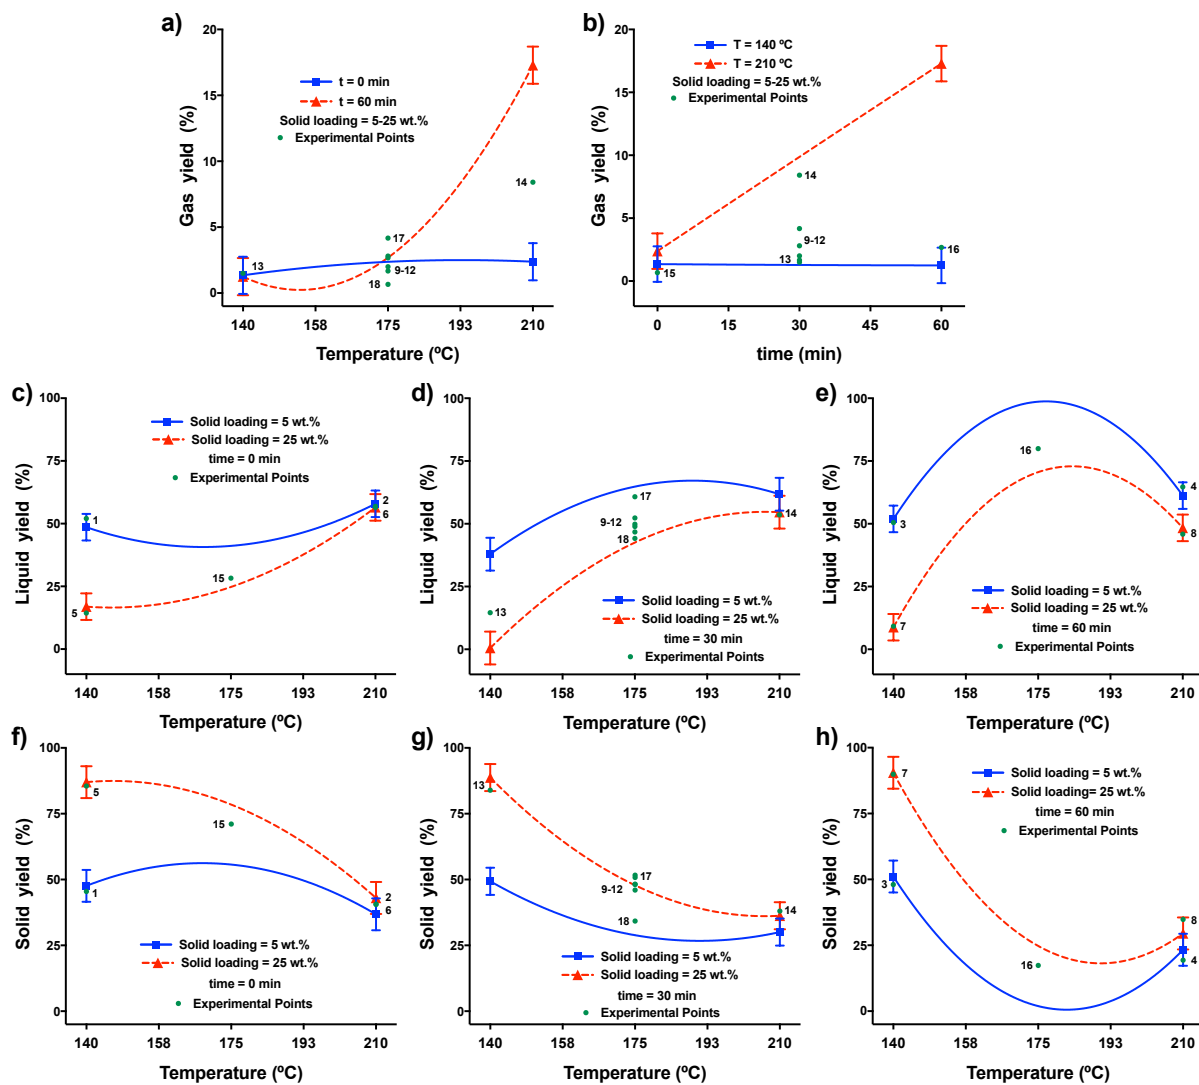 a)
20
15
10
5
0
Gas yield (%)
t = 0 min
t = 60 min
Solid loading = 5-25 wt.%
Experimental Points
13
17
9-12
18
14
140
158
175
193
210
Temperature (ºC)
b)
20
15
10
5
0
Gas yield (%)
T = 140 ºC
T = 210 ºC
Solid loading = 5-25 wt.%
Experimental Points
14
9-12
13
15
16
0
15
30
45
60
time (min)
c)
100
75
50
25
0
Liquid yield (%)
Solid loading = 5 wt.%
Solid loading = 25 wt.%
time = 0 min
Experimental Points
1
2
6
15
5
140
158
175
193
210
Temperature (ºC)
d)
100
75
50
25
0
Liquid yield (%)
17
9-12
18
14
13
Solid loading = 5 wt.%
Solid loading = 25 wt.%
time = 30 min
Experimental Points
140
158
175
193
210
Temperature (ºC)
e)
100
75
50
25
0
Liquid yield (%)
16
4
3
8
7
Solid loading = 5 wt.%
Solid loading = 25 wt.%
time = 60 min
Experimental Points
140
158
175
193
210
Temperature (ºC)
f)
100
75
50
25
0
Solid yield (%)
5
15
1
2
6
Solid loading = 5 wt.%
Solid loading = 25 wt.%
time = 0 min
Experimental Points
140
158
175
193
210
Temperature (ºC)
g)
100
75
50
25
0
Solid yield (%)
13
17
9-12
18
14
Solid loading = 5 wt.%
Solid loading = 25 wt.%
time = 30 min
Experimental Points
140
158
175
193
210
Temperature (ºC)
h)
100
75
50
25
0
Solid yield (%)
7
Solid loading = 5 wt.%
Solid loading= 25 wt.%
time = 60 min
Experimental Points
3
8
16
4
140
158
175
193
210
Temperature (ºC)